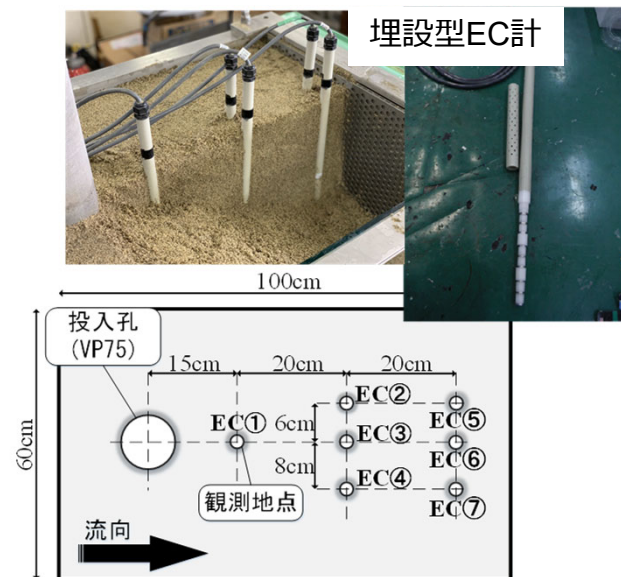 埋設型EC計
100cm
投入孔
(VP75)
15cm
20cm
20cm
60cm
EC①
EC②
EC③
EC④
EC⑤
EC⑥
EC⑦
6cm
8cm
観測地点
流向